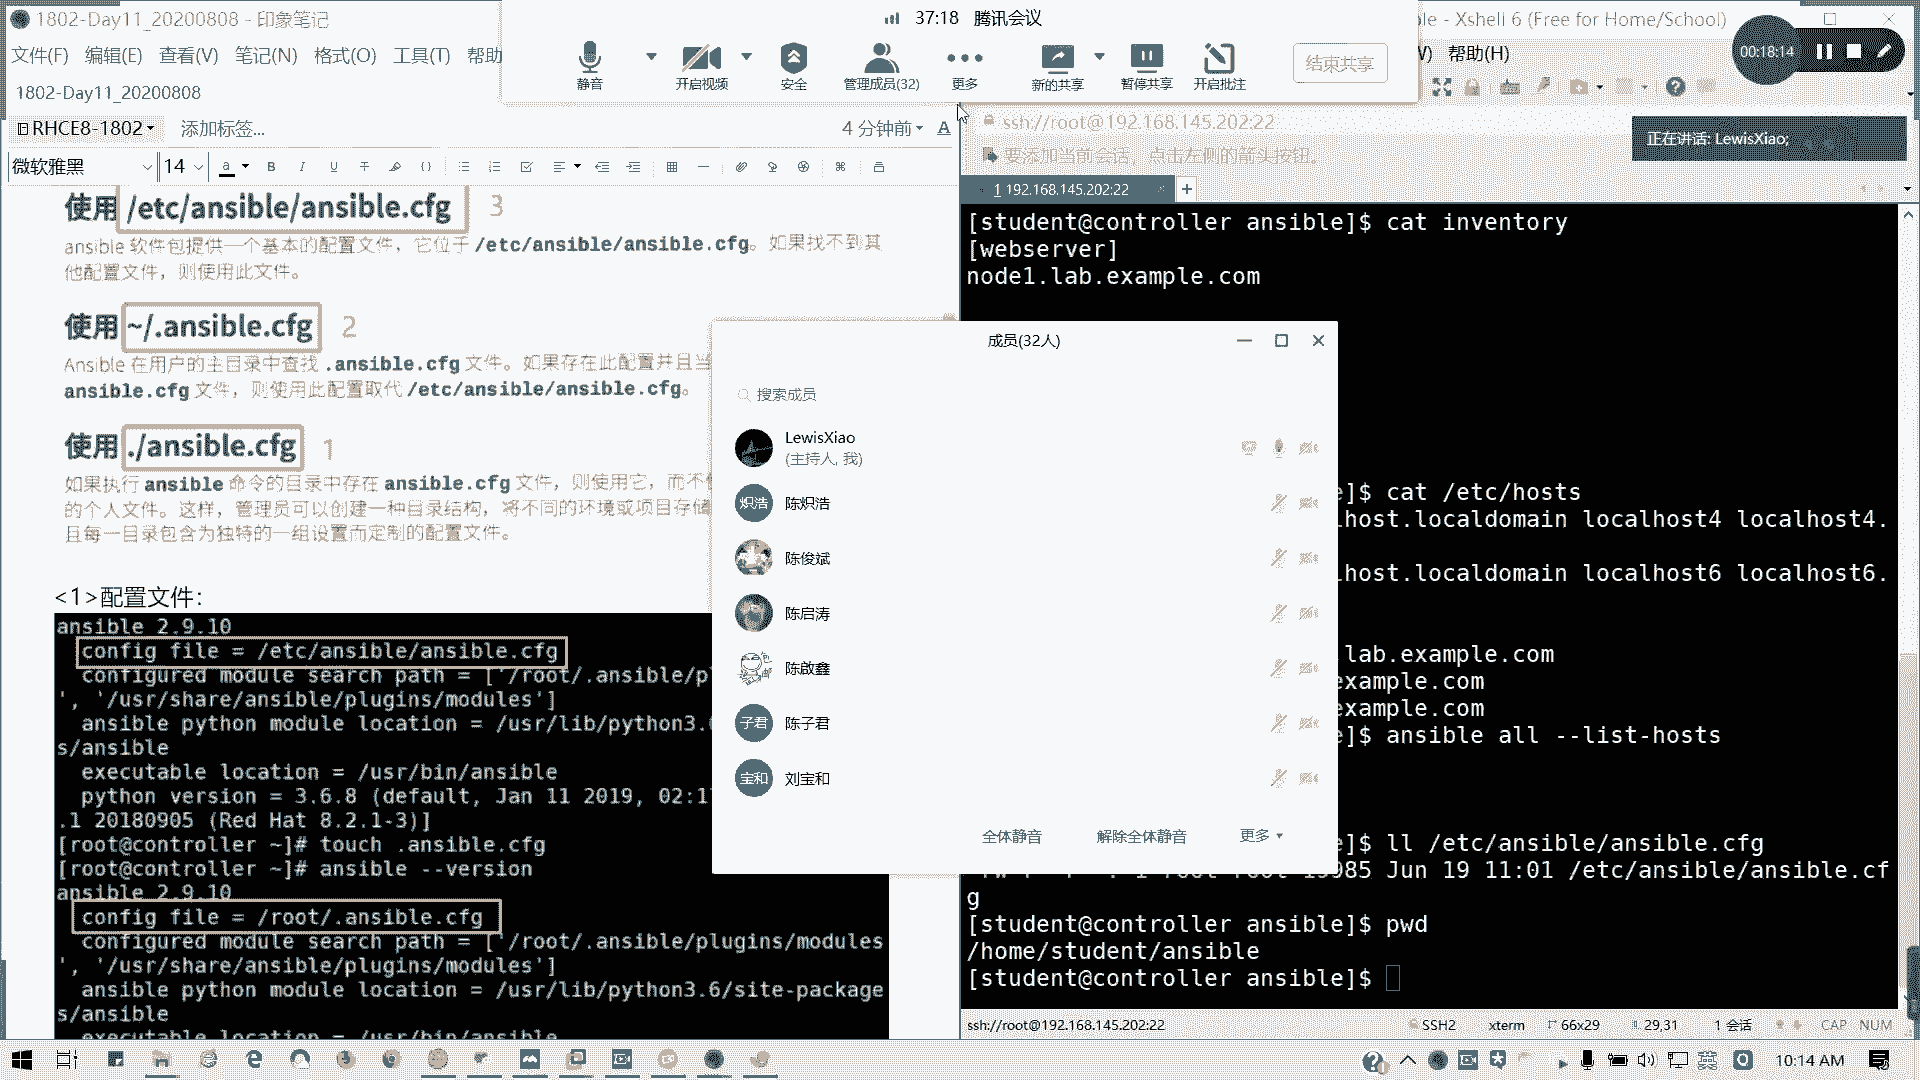 1802-Day11_20200808 - 印象笔记
文件(F) 编辑(E) 查看(V) 笔记(N) 格式(O) 工具(T) 帮助
1802-Day11_20200808
RHCE8-1802
添加标签...
4 分钟前
微软雅黑
14
37:18 腾讯会议
静音
开启视频
安全
管理成员(32)
更多
新的共享
暂停共享
开启批注
结束共享
- Xshell 6 (Free for Home/School)
帮助(H)
00:18:14
ssh://root@192.168.145.202:22
要添加当前会话，点击左侧的箭头按钮。
正在讲话: LewisXiao;
1 192.168.145.202:22
使用 /etc/ansible/ansible.cfg 3
ansible 软件包提供一个基本的配置文件，它位于 /etc/ansible/ansible.cfg。如果找不到其
他配置文件，则使用此文件。
使用 ~/.ansible.cfg 2
Ansible 在用户的主目录中查找 .ansible.cfg 文件。如果存在此配置并且当
ansible.cfg 文件，则使用此配置取代 /etc/ansible/ansible.cfg。
使用 ./ansible.cfg 1
如果执行 ansible 命令的目录中存在 ansible.cfg 文件，则使用它，而不
的个人文件。这样，管理员可以创建一种目录结构，将不同的环境或项目存储
且每一目录包含为独特的一组设置而定制的配置文件。
<1>配置文件：
ansible 2.9.10
config file = /etc/ansible/ansible.cfg
configured module search path = ['/root/.ansible/p
', '/usr/share/ansible/plugins/modules']
ansible python module location = /usr/lib/python3.
s/ansible
executable location = /usr/bin/ansible
python version = 3.6.8 (default, Jan 11 2019, 02:1
.1 20180905 (Red Hat 8.2.1-3)]
[root@controller ~]# touch .ansible.cfg
[root@controller ~]# ansible --version
ansible 2.9.10
config file = /root/.ansible.cfg
configured module search path = ['/root/.ansible/plugins/modules
', '/usr/share/ansible/plugins/modules']
ansible python module location = /usr/lib/python3.6/site-package
s/ansible
executable location = /usr/bin/ansible
成员(32人)
搜索成员
LewisXiao
(主持人, 我)
炽浩 陈炽浩
陈俊斌
陈启涛
陈啟鑫
子君 陈子君
宝和 刘宝和
全体静音
解除全体静音
更多
[student@controller ansible]$ cat inventory
[webserver]
node1.lab.example.com
]$ cat /etc/hosts
host.localdomain localhost4 localhost4.
host.localdomain localhost6 localhost6.
lab.example.com
example.com
example.com
]$ ansible all --list-hosts
]$ ll /etc/ansible/ansible.cfg
985 Jun 19 11:01 /etc/ansible/ansible.cf
g
[student@controller ansible]$ pwd
/home/student/ansible
[student@controller ansible]$
ssh://root@192.168.145.202:22
SSH2
xterm
66x29
29,31
1 会话
CAP NUM
英
10:14 AM